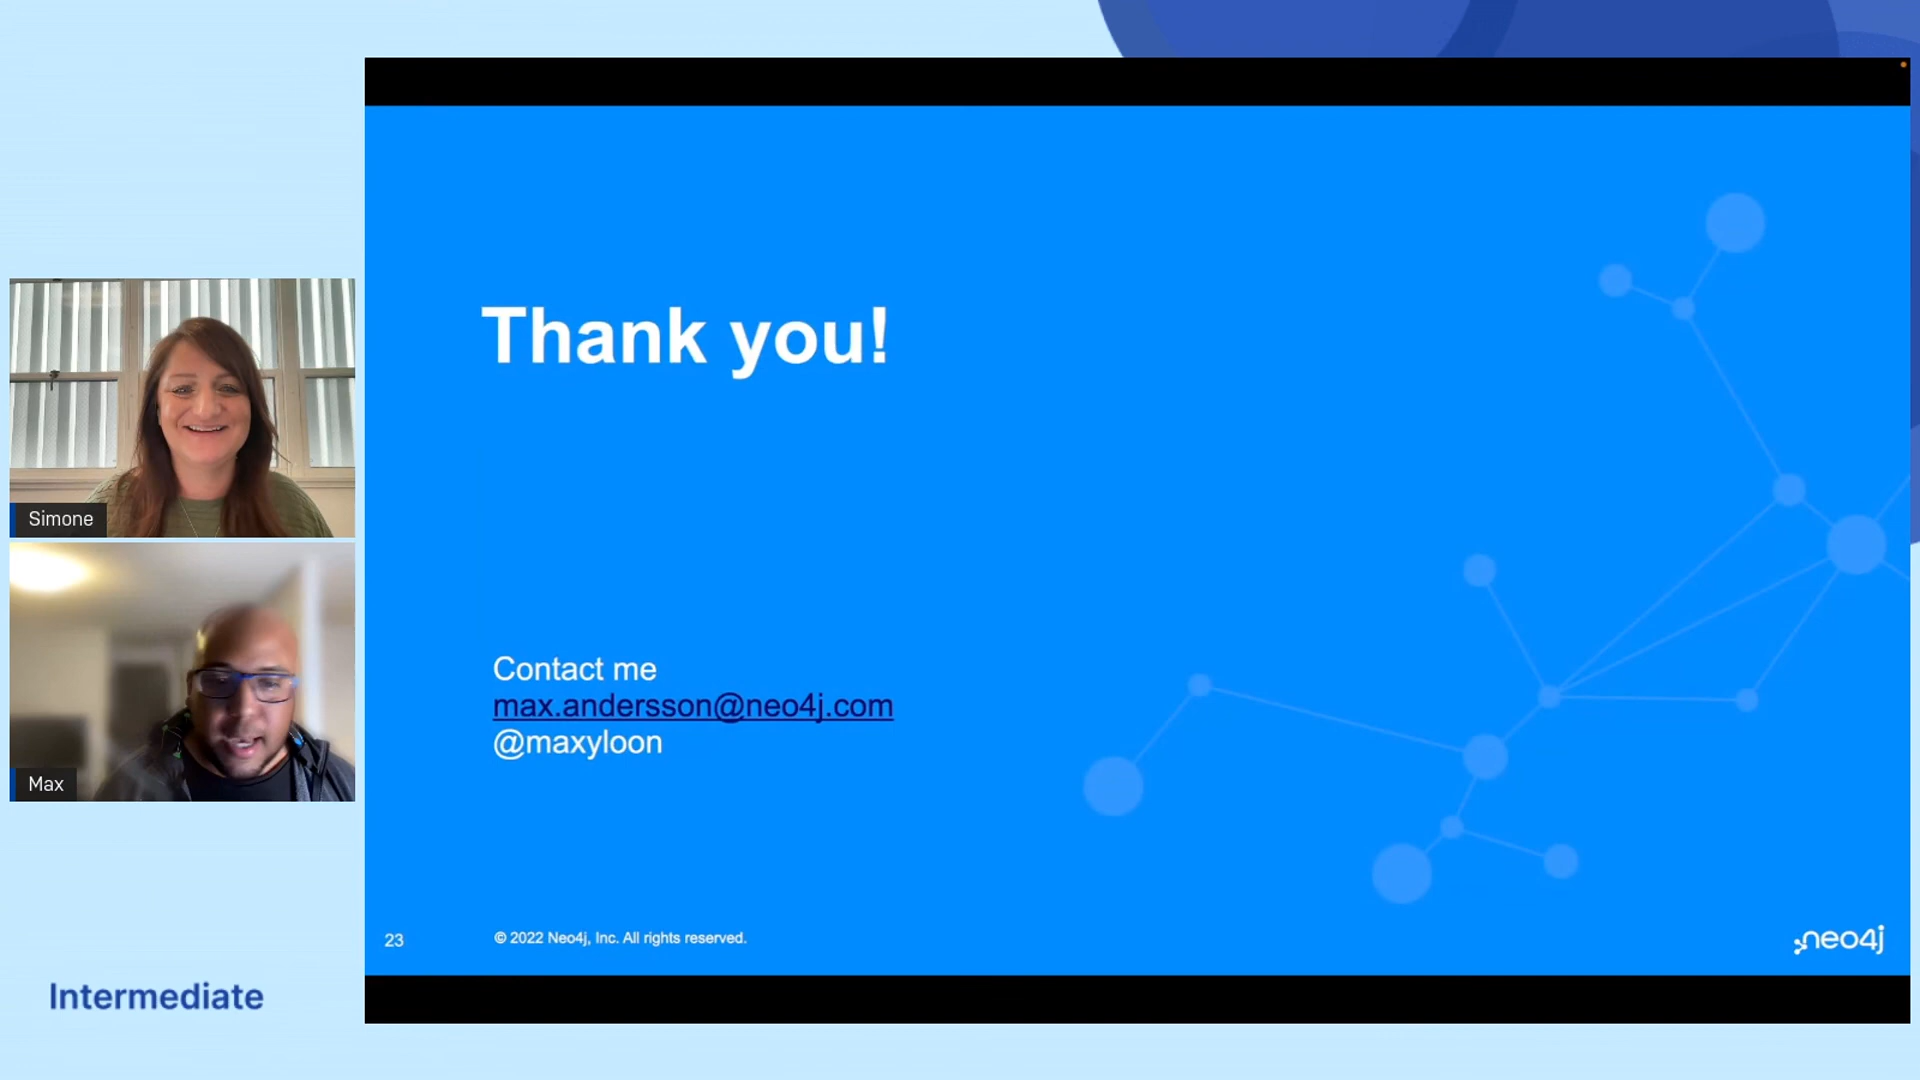 Thank you!
Simone
Contact me
max.andersson@neo4j.com
@maxyloon
Max
23
© 2022 Neo4j, Inc. All rights reserved.
neo4j
Intermediate